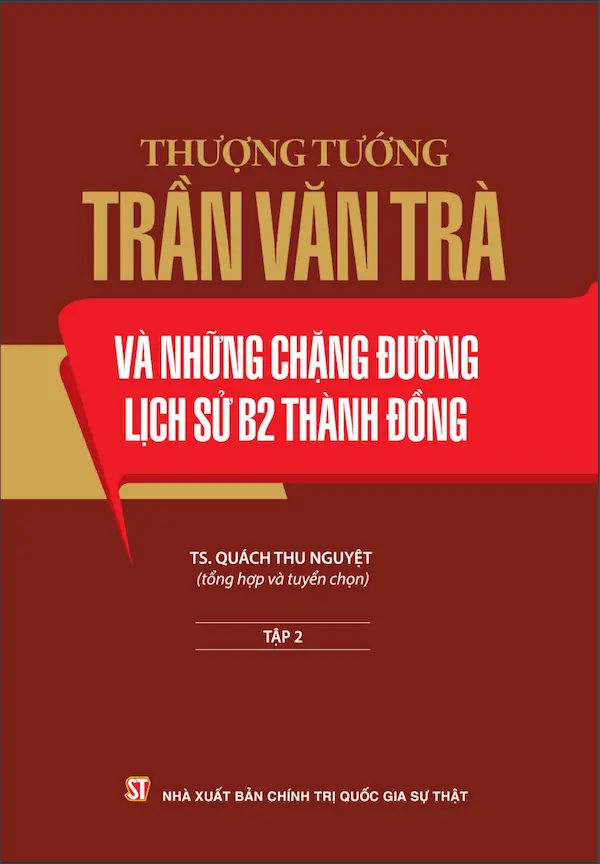 THƯỢNG TƯỚNG
TRẦN VĂN TRÀ
VÀ NHỮNG CHẶNG ĐƯỜNG
LỊCH SỬ B2 THÀNH ĐỒNG
TS. QUÁCH THU NGUYỆT
(tổng hợp và tuyển chọn)
TẬP 2
ST NHÀ XUẤT BẢN CHÍNH TRỊ QUỐC GIA SỰ THẬT